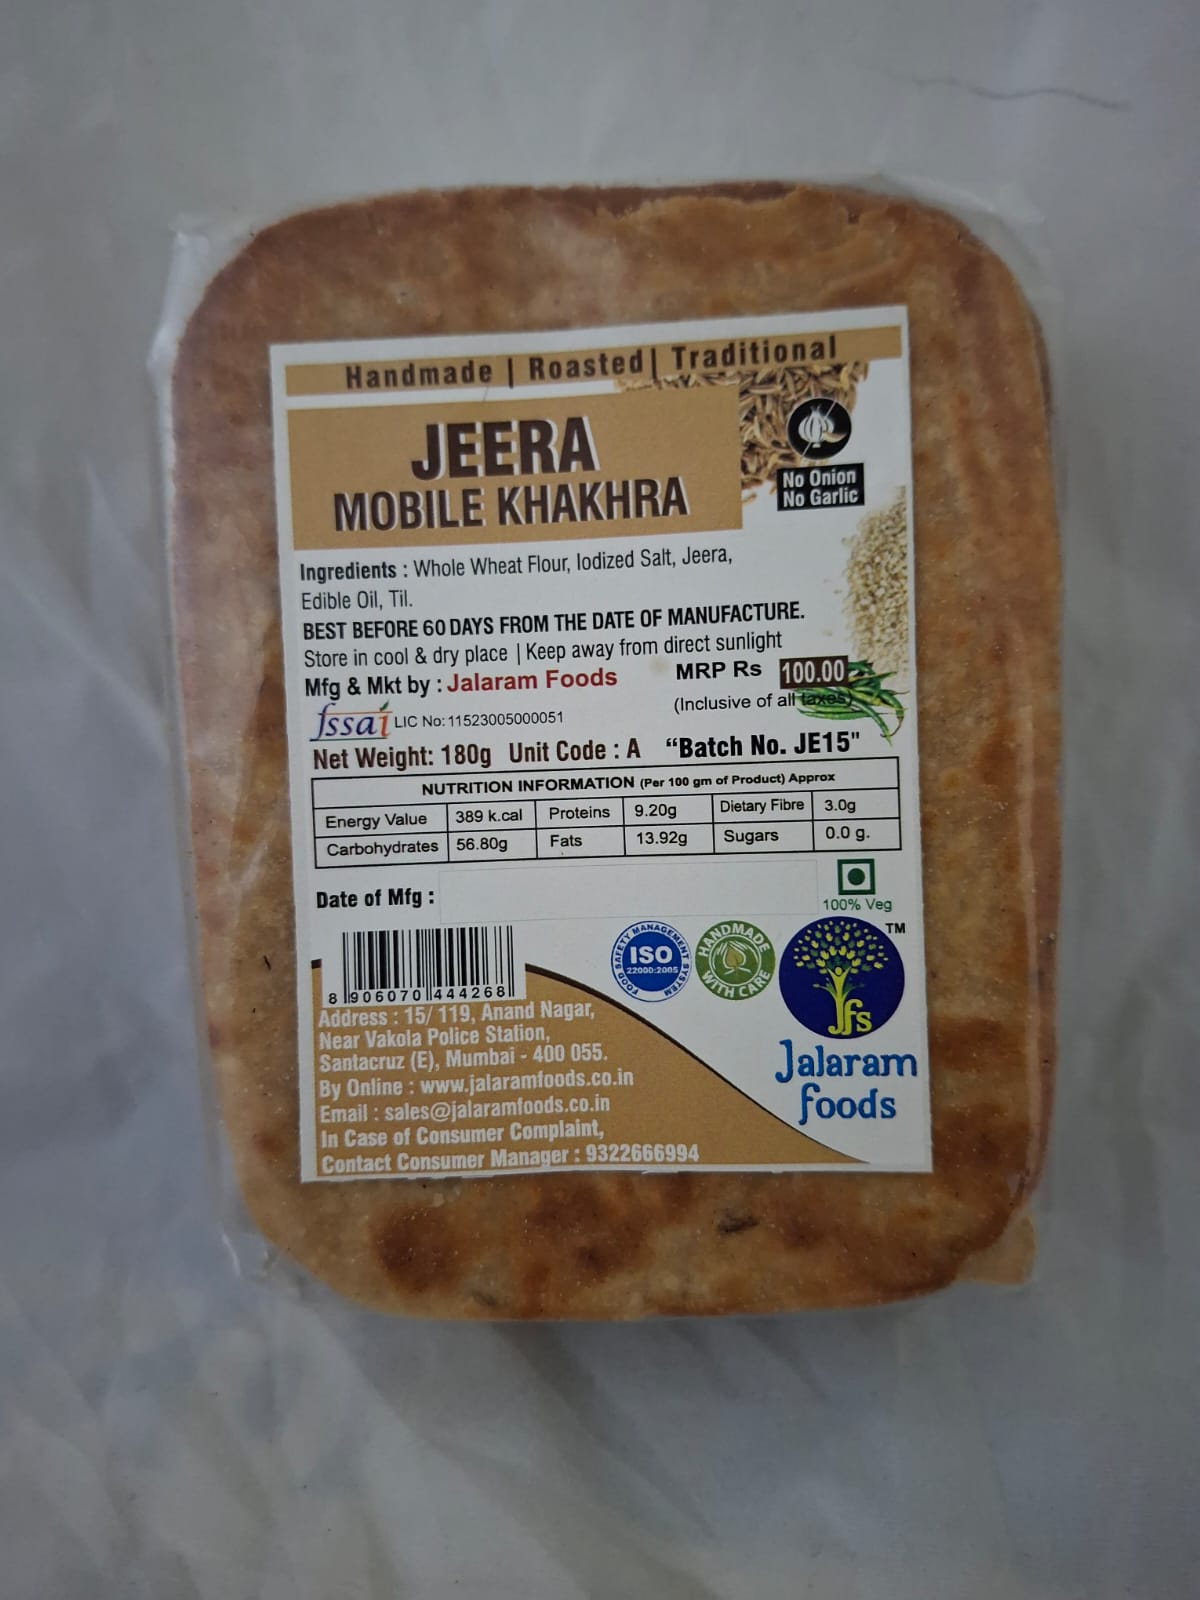 Handmade | Roasted | Traditional
JEERA
MOBILE KHAKHRA
No Onion
No Garlic
Ingredients : Whole Wheat Flour, Iodized Salt, Jeera,
Edible Oil, Til.
BEST BEFORE 60 DAYS FROM THE DATE OF MANUFACTURE.
Store in cool & dry place | Keep away from direct sunlight
Mfg & Mkt by : Jalaram Foods
MRP Rs 100.00
(Inclusive of all taxes)
fssai LIC No: 11523005000051
Net Weight: 180g Unit Code : A "Batch No. JE15"
NUTRITION INFORMATION (Per 100 gm of Product) Approx
Energy Value 389 k.cal Proteins 9.20g Dietary Fibre 3.0g
Carbohydrates 56.80g Fats 13.92g Sugars 0.0 g.
Date of Mfg :
100% Veg
8 906070 444268
FOOD SAFETY MANAGEMENT SYSTEM
ISO
22000:2005
HANDMADE
WITH CARE
TM
Jfs
Jalaram
foods
Address : 15/ 119, Anand Nagar,
Near Vakola Police Station,
Santacruz (E), Mumbai - 400 055.
By Online : www.jalaramfoods.co.in
Email : sales@jalaramfoods.co.in
In Case of Consumer Complaint,
Contact Consumer Manager : 9322666994